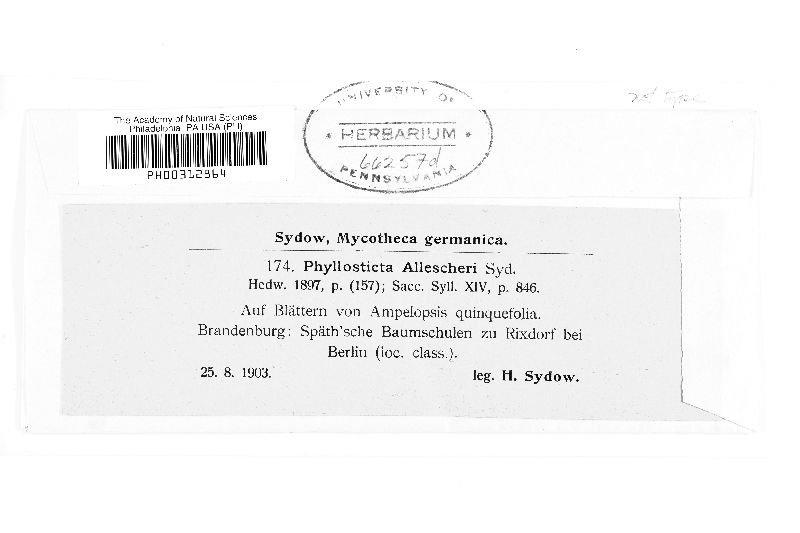 The Academy of Natural Sciences
Philadelphia PA USA (PH)
PH00312964
UNIVERSITY OF
HERBARIUM
66257d
PENNSYLVANIA
Sydow, Mycotheca germanica.
174. Phyllosticta Allescheri Syd.
Hedw. 1897, p. (157); Sacc. Syll. XIV, p. 846.
Auf Blättern von Ampelopsis quinquefolia.
Brandenburg: Späth'sche Baumschulen zu Rixdorf bei
Berlin (loc. class.).
25. 8. 1903. leg. H. Sydow.